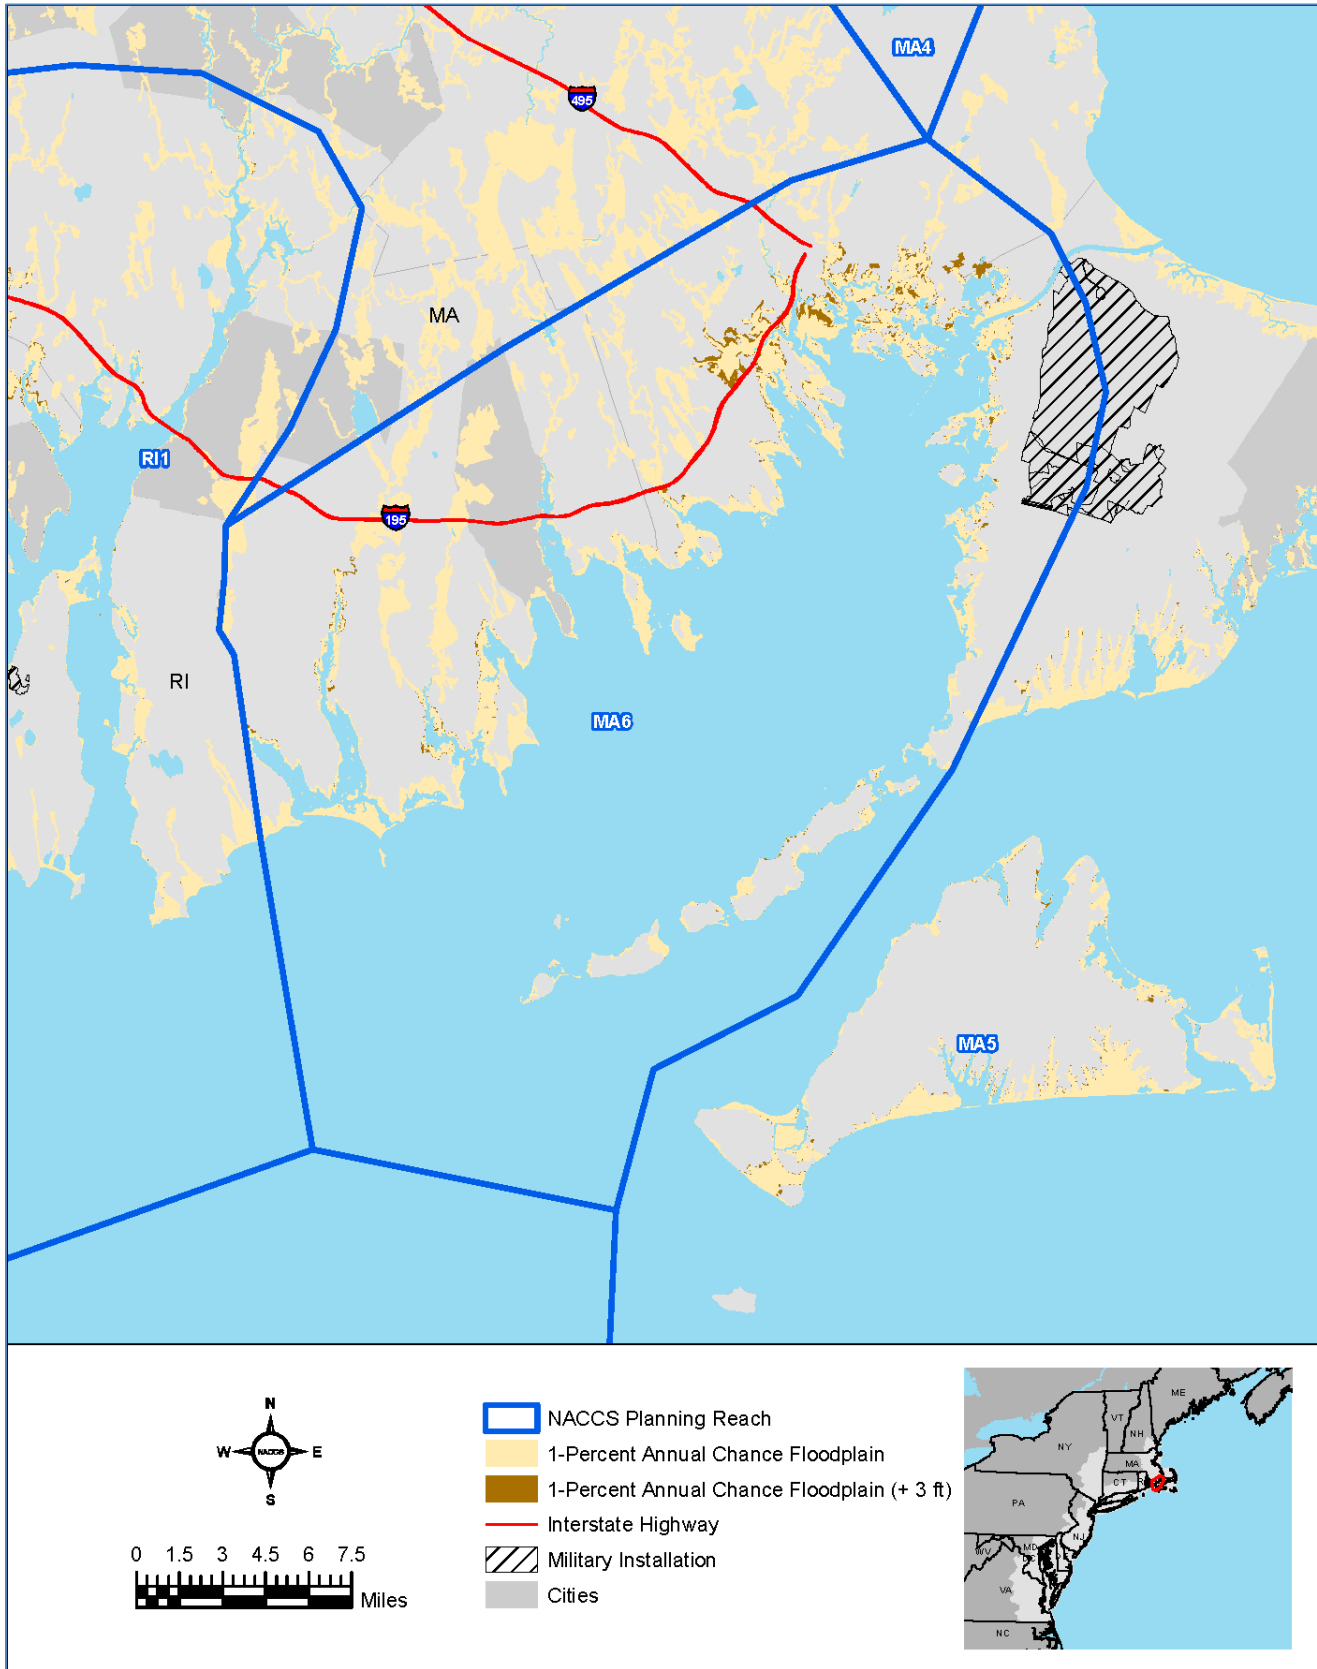 MA4
495
MA
RI1
195
RI
MA6
MA5
N
W NACCS E
S
0 1.5 3 4.5 6 7.5
Miles
NACCS Planning Reach
1-Percent Annual Chance Floodplain
1-Percent Annual Chance Floodplain (+ 3 ft)
Interstate Highway
Military Installation
Cities
ME
VT
NH
NY
MA
CT
PA
NJ
WV
MD
VA
NC